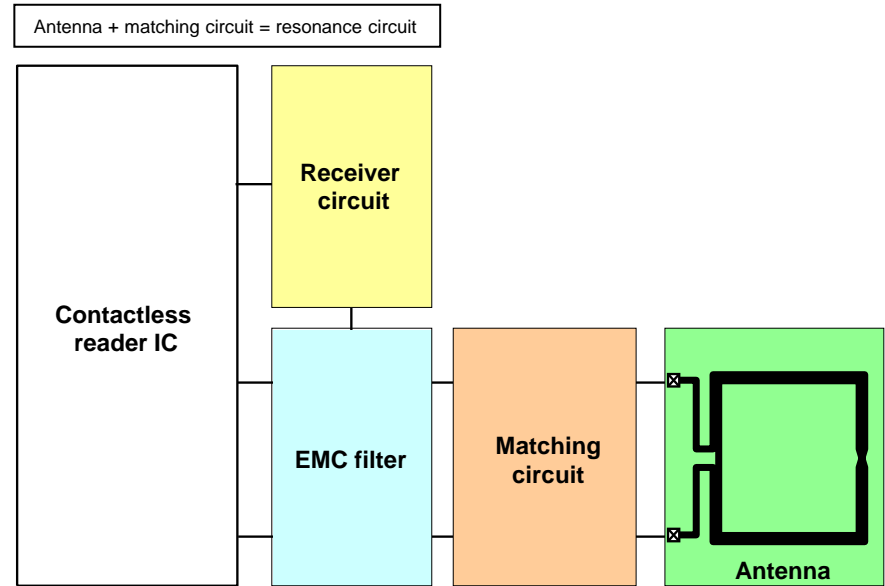 Antenna + matching circuit = resonance circuit
Receiver
circuit
Contactless
reader IC
EMC filter
Matching
circuit
Antenna